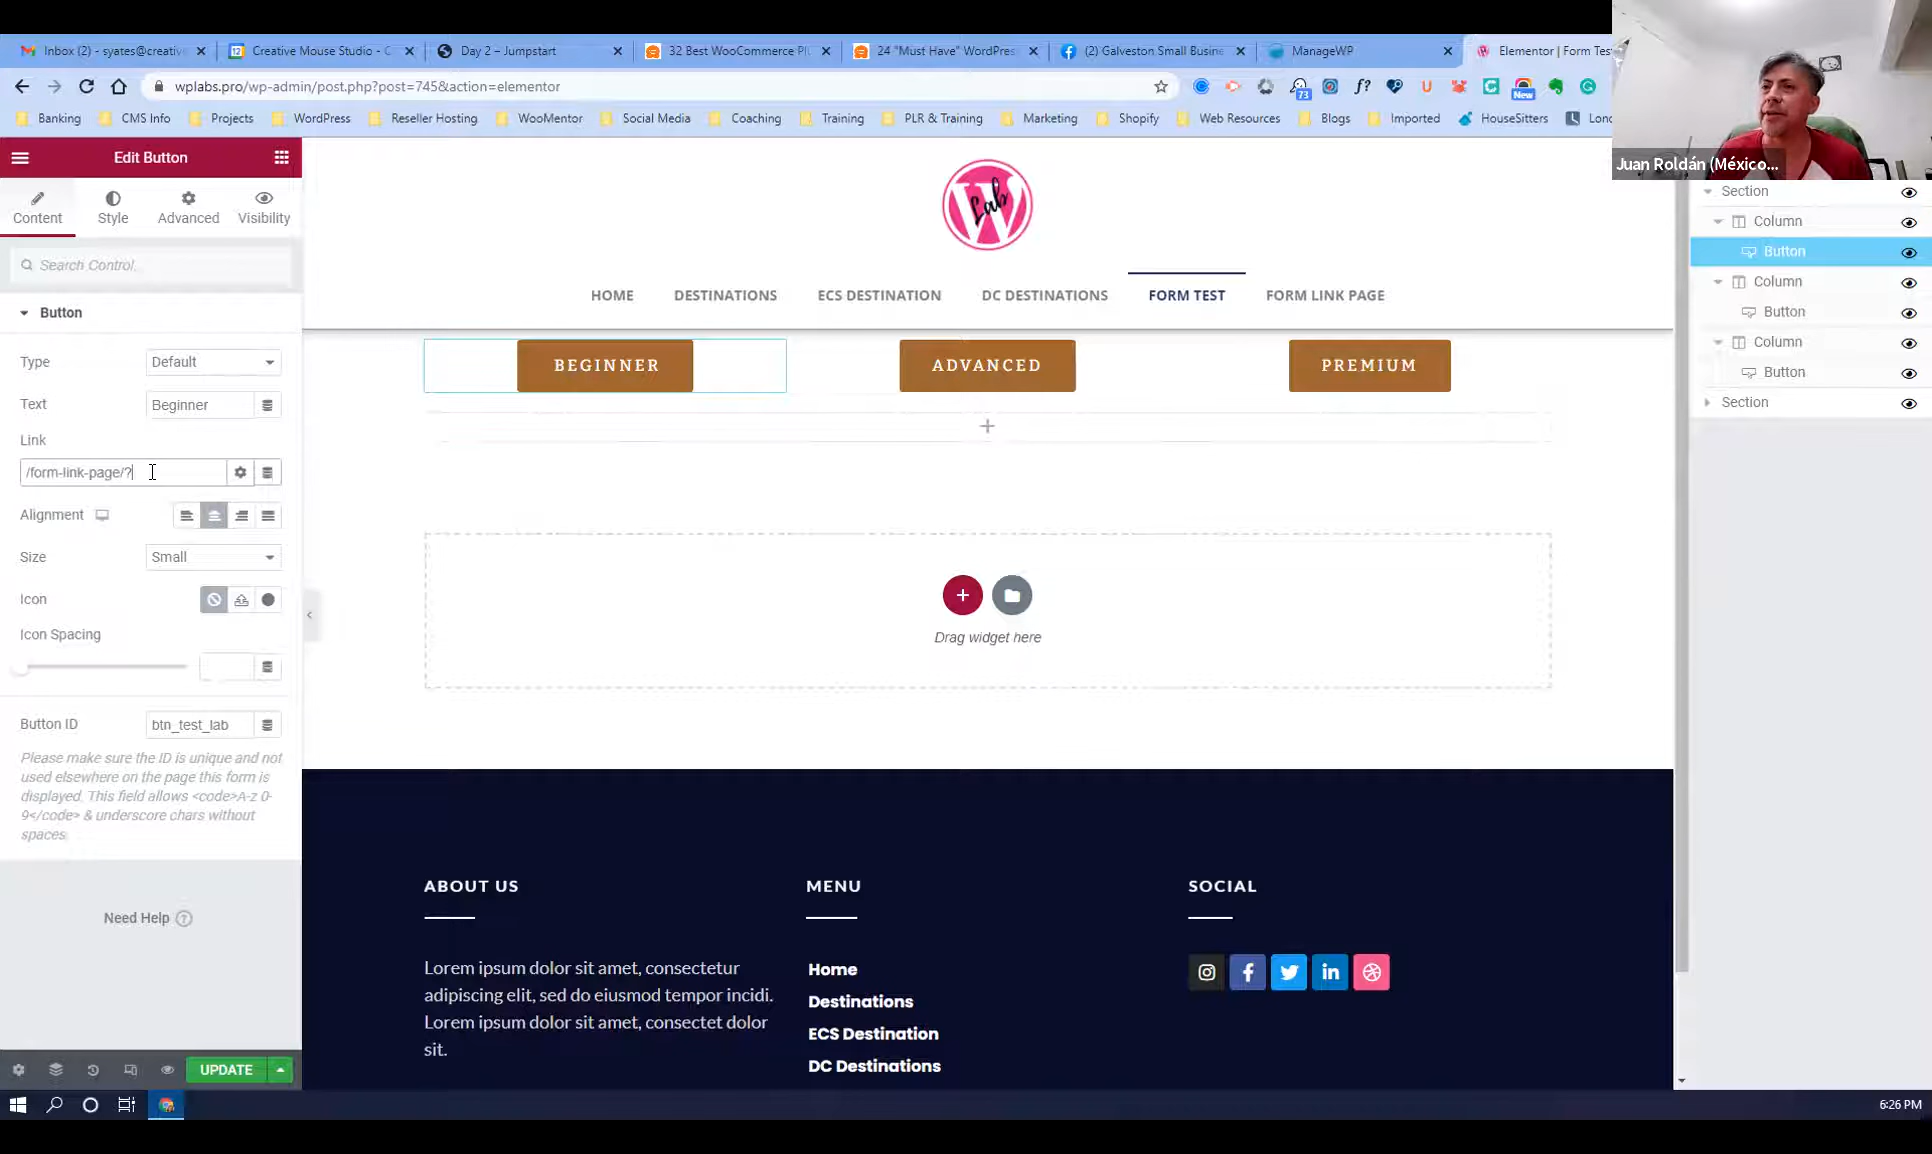 Inbox (2) - syates@creative
Creative Mouse Studio - C
Day 2 – Jumpstart
32 Best WooCommerce Pl
24 "Must Have" WordPres
(2) Galveston Small Busine
ManageWP
Elementor | Form Tes
wplabs.pro/wp-admin/post.php?post=745&action=elementor
73
f?
New
Banking
CMS Info
Projects
WordPress
Reseller Hosting
WooMentor
Social Media
Coaching
Training
PLR & Training
Marketing
Shopify
Web Resources
Blogs
Imported
HouseSitters
Lond
Juan Roldán (México...
Edit Button
Content
Style
Advanced
Visibility
Search Control.
Button
Type
Default
Text
Beginner
Link
/form-link-page/?
Alignment
Size
Small
Icon
Icon Spacing
Button ID
btn_test_lab
Please make sure the ID is unique and not
used elsewhere on the page this form is
displayed. This field allows <code>A-z 0-
9</code> & underscore chars without
spaces.
Need Help
UPDATE
Lab
HOME
DESTINATIONS
ECS DESTINATION
DC DESTINATIONS
FORM TEST
FORM LINK PAGE
BEGINNER
ADVANCED
PREMIUM
Drag widget here
ABOUT US
Lorem ipsum dolor sit amet, consectetur
adipiscing elit, sed do eiusmod tempor incidi.
Lorem ipsum dolor sit amet, consectet dolor
sit.
MENU
Home
Destinations
ECS Destination
DC Destinations
SOCIAL
Section
Column
Button
Column
Button
Column
Button
Section
6:26 PM